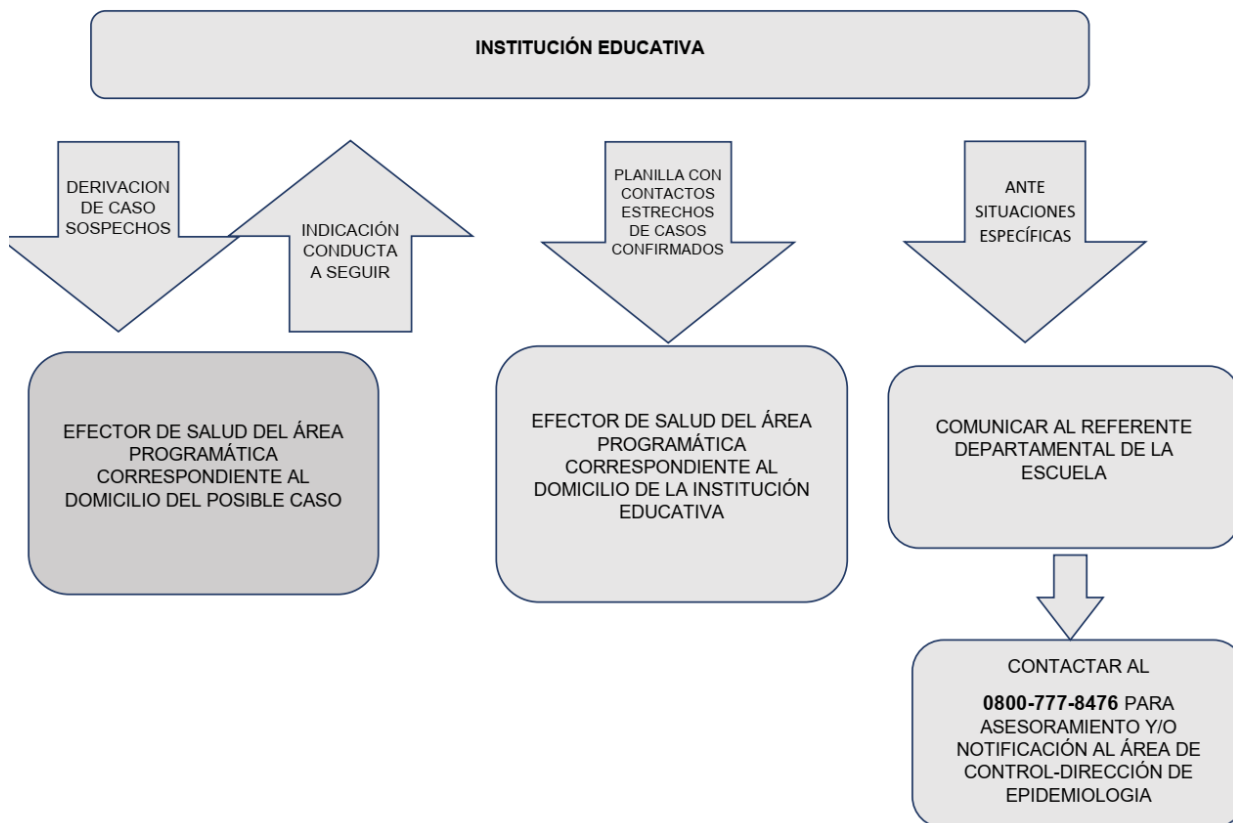 INSTITUCIÓN EDUCATIVA
DERIVACION
DE CASO
SOSPECHOS
INDICACIÓN
CONDUCTA
A SEGUIR
PLANILLA CON
CONTACTOS
ESTRECHOS
DE CASOS
CONFIRMADOS
ANTE
SITUACIONES
ESPECÍFICAS
EFECTOR DE SALUD DEL ÁREA
PROGRAMÁTICA
CORRESPONDIENTE AL
DOMICILIO DEL POSIBLE CASO
EFECTOR DE SALUD DEL ÁREA
PROGRAMÁTICA
CORRESPONDIENTE AL
DOMICILIO DE LA INSTITUCIÓN
EDUCATIVA
COMUNICAR AL REFERENTE
DEPARTAMENTAL DE LA
ESCUELA
CONTACTAR AL
0800-777-8476 PARA
ASESORAMIENTO Y/O
NOTIFICACIÓN AL ÁREA DE
CONTROL-DIRECCIÓN DE
EPIDEMIOLOGIA